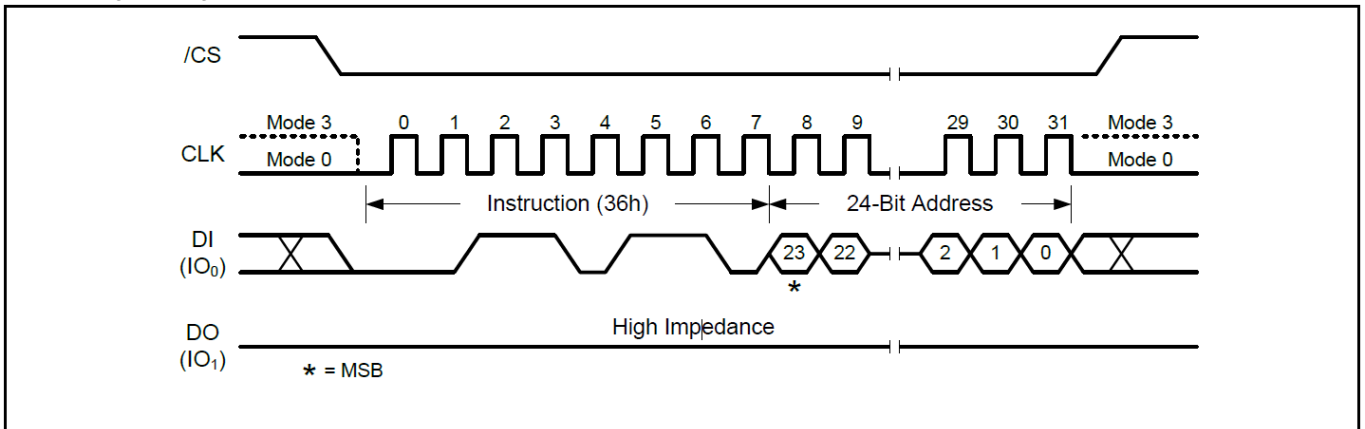 /CS
Mode 3 0 1 2 3 4 5 6 7 8 9 29 30 31 Mode 3
CLK Mode 0 Mode 0
Instruction (36h) 24-Bit Address
DI
(IO₀) 23 22 2 1 0
*
DO High Impedance
(IO₁)
* = MSB